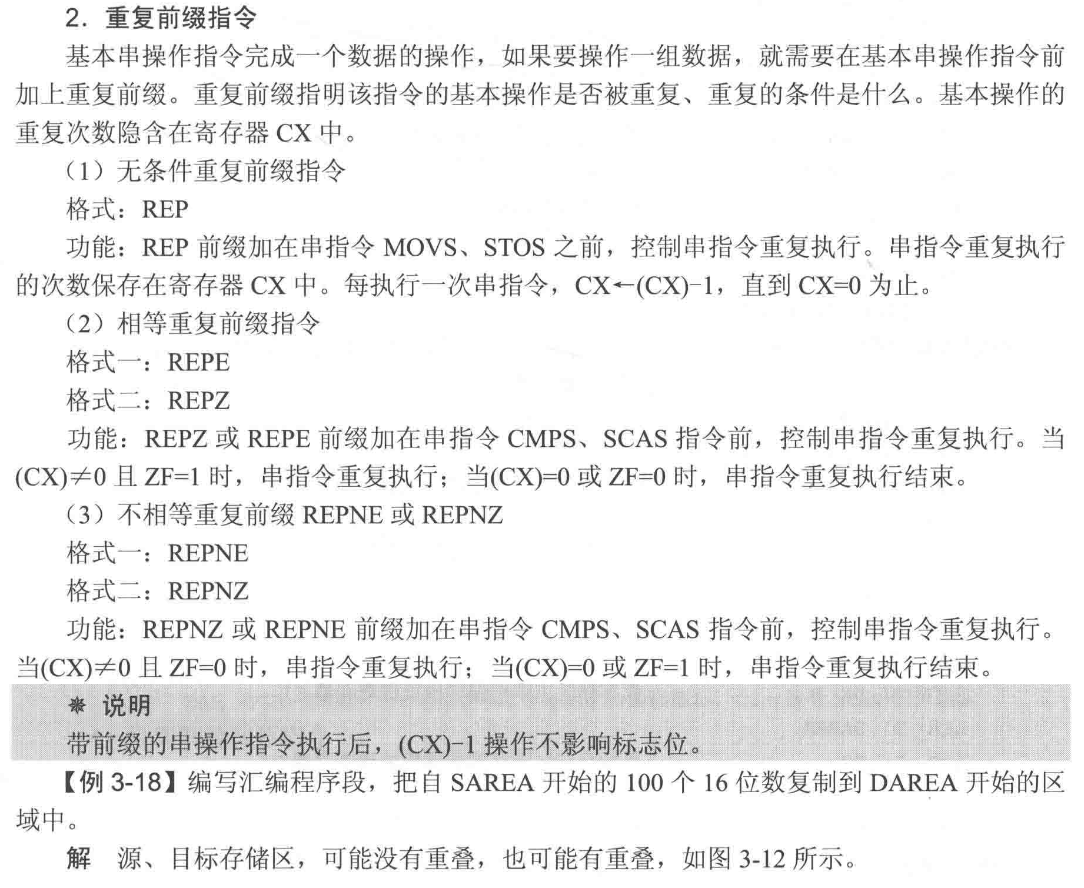 2．重复前缀指令
基本串操作指令完成一个数据的操作，如果要操作一组数据，就需要在基本串操作指令前
加上重复前缀。重复前缀指明该指令的基本操作是否被重复、重复的条件是什么。基本操作的
重复次数隐含在寄存器 CX 中。
（1）无条件重复前缀指令
格式：REP
功能：REP 前缀加在串指令 MOVS、STOS 之前，控制串指令重复执行。串指令重复执行
的次数保存在寄存器 CX 中。每执行一次串指令，CX←(CX)−1，直到 CX=0 为止。
（2）相等重复前缀指令
格式一：REPE
格式二：REPZ
功能：REPZ 或 REPE 前缀加在串指令 CMPS、SCAS 指令前，控制串指令重复执行。当
(CX)≠0 且 ZF=1 时，串指令重复执行；当(CX)=0 或 ZF=0 时，串指令重复执行结束。
（3）不相等重复前缀 REPNE 或 REPNZ
格式一：REPNE
格式二：REPNZ
功能：REPNZ 或 REPNE 前缀加在串指令 CMPS、SCAS 指令前，控制串指令重复执行。
当(CX)≠0 且 ZF=0 时，串指令重复执行；当(CX)=0 或 ZF=1 时，串指令重复执行结束。
※ 说明
带前缀的串操作指令执行后，(CX)−1 操作不影响标志位。
【例 3-18】编写汇编程序段，把自 SAREA 开始的 100 个 16 位数复制到 DAREA 开始的区
域中。
解 源、目标存储区，可能没有重叠，也可能有重叠，如图 3-12 所示。